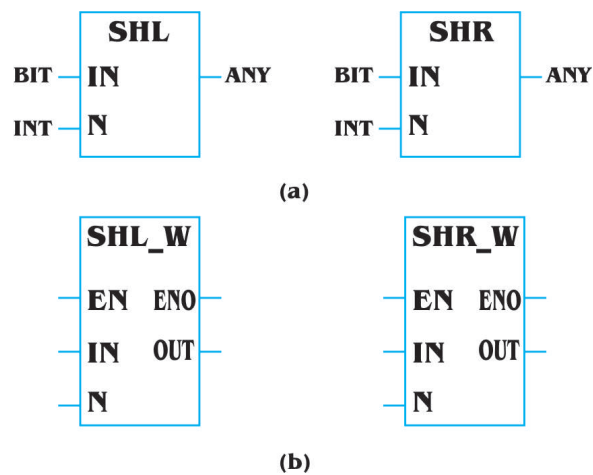 SHL SHR
BIT IN ANY BIT IN ANY
INT N INT N
(a)
SHL_W SHR_W
EN ENO EN ENO
IN OUT IN OUT
N N
(b)